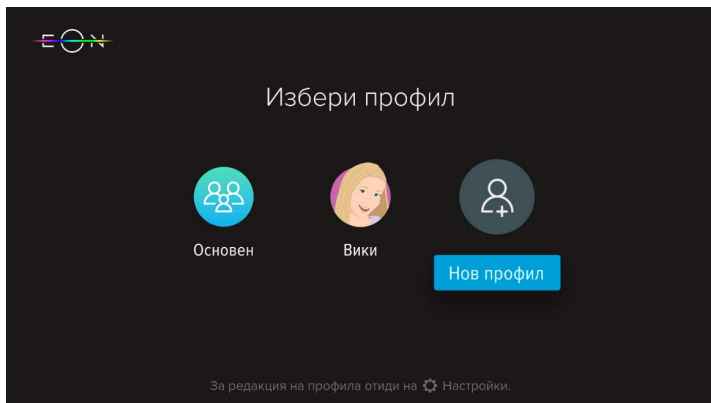 EON
Избери профил
Основен
Вики
Нов профил
За редакция на профила отиди на Настройки.